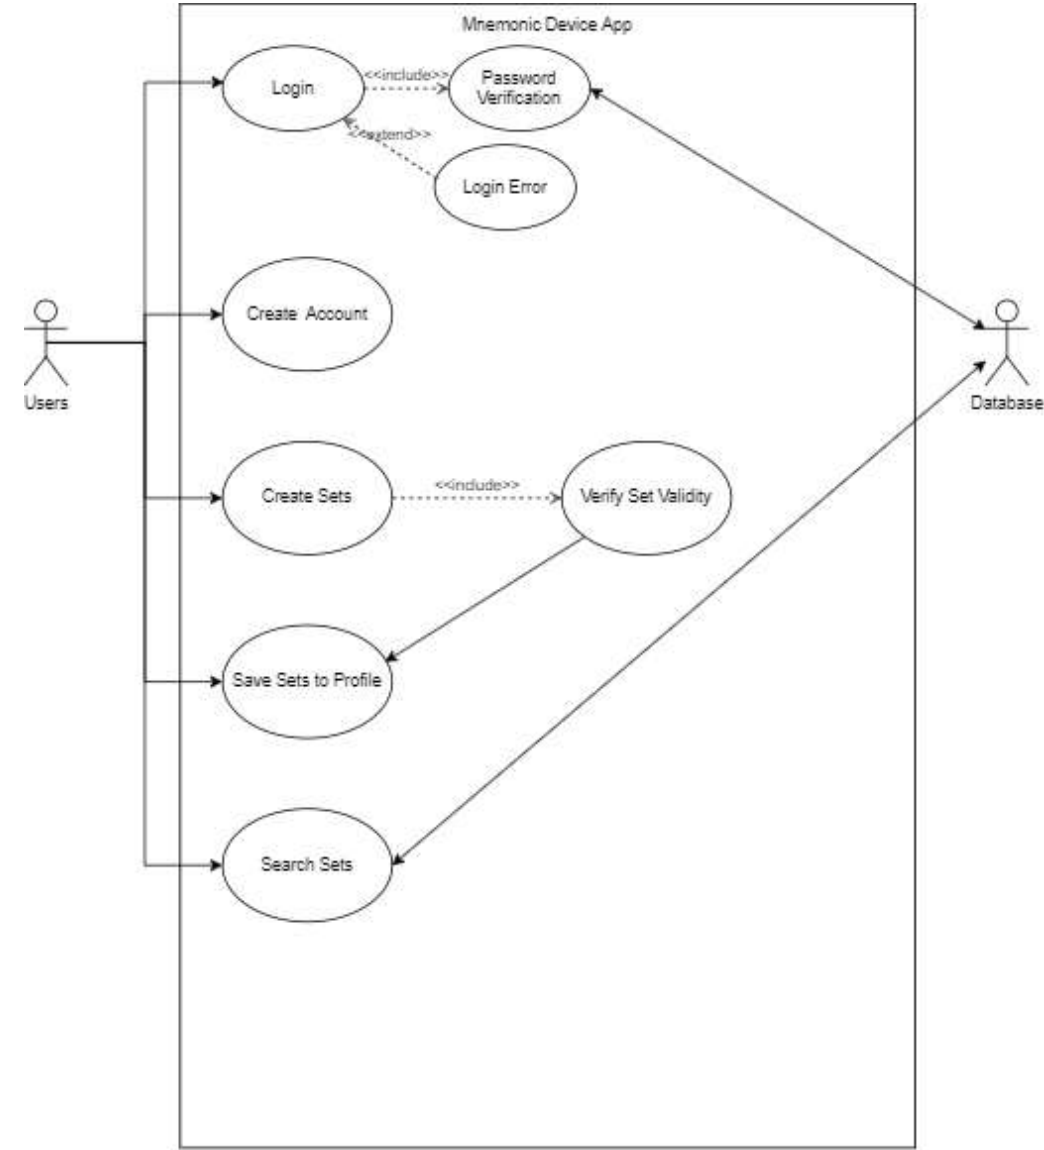 Mnemonic Device App
Login
<<include>>
Password
Verification
<<extend>>
Login Error
Create Account
Users
Database
Create Sets
<<include>>
Verify Set Validity
Save Sets to Profile
Search Sets